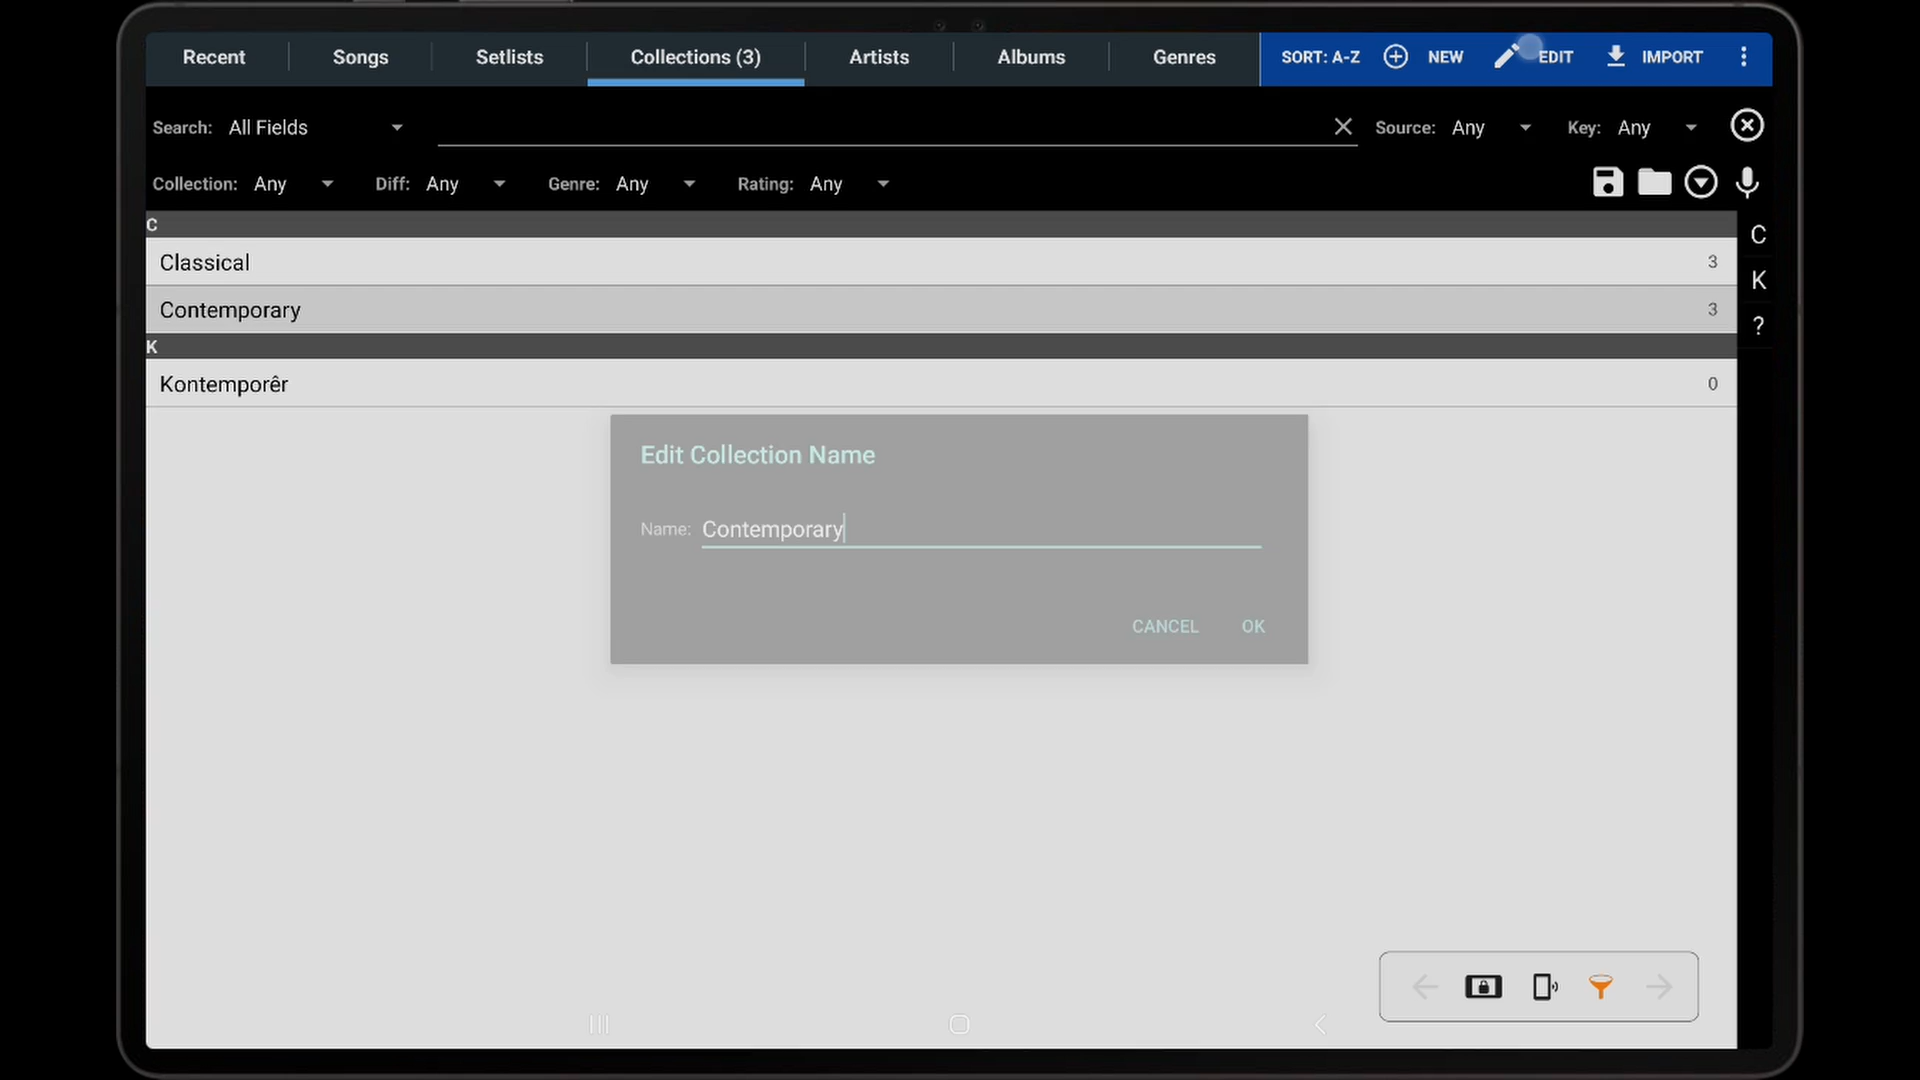 Recent Songs Setlists Collections (3) Artists Albums Genres SORT: A-Z NEW EDIT IMPORT
Search: All Fields Source: Any Key: Any
Collection: Any Diff: Any Genre: Any Rating: Any
C
Classical 3
Contemporary 3
K
Kontemporêr 0
C
K
?
Edit Collection Name
Name: Contemporary
CANCEL OK